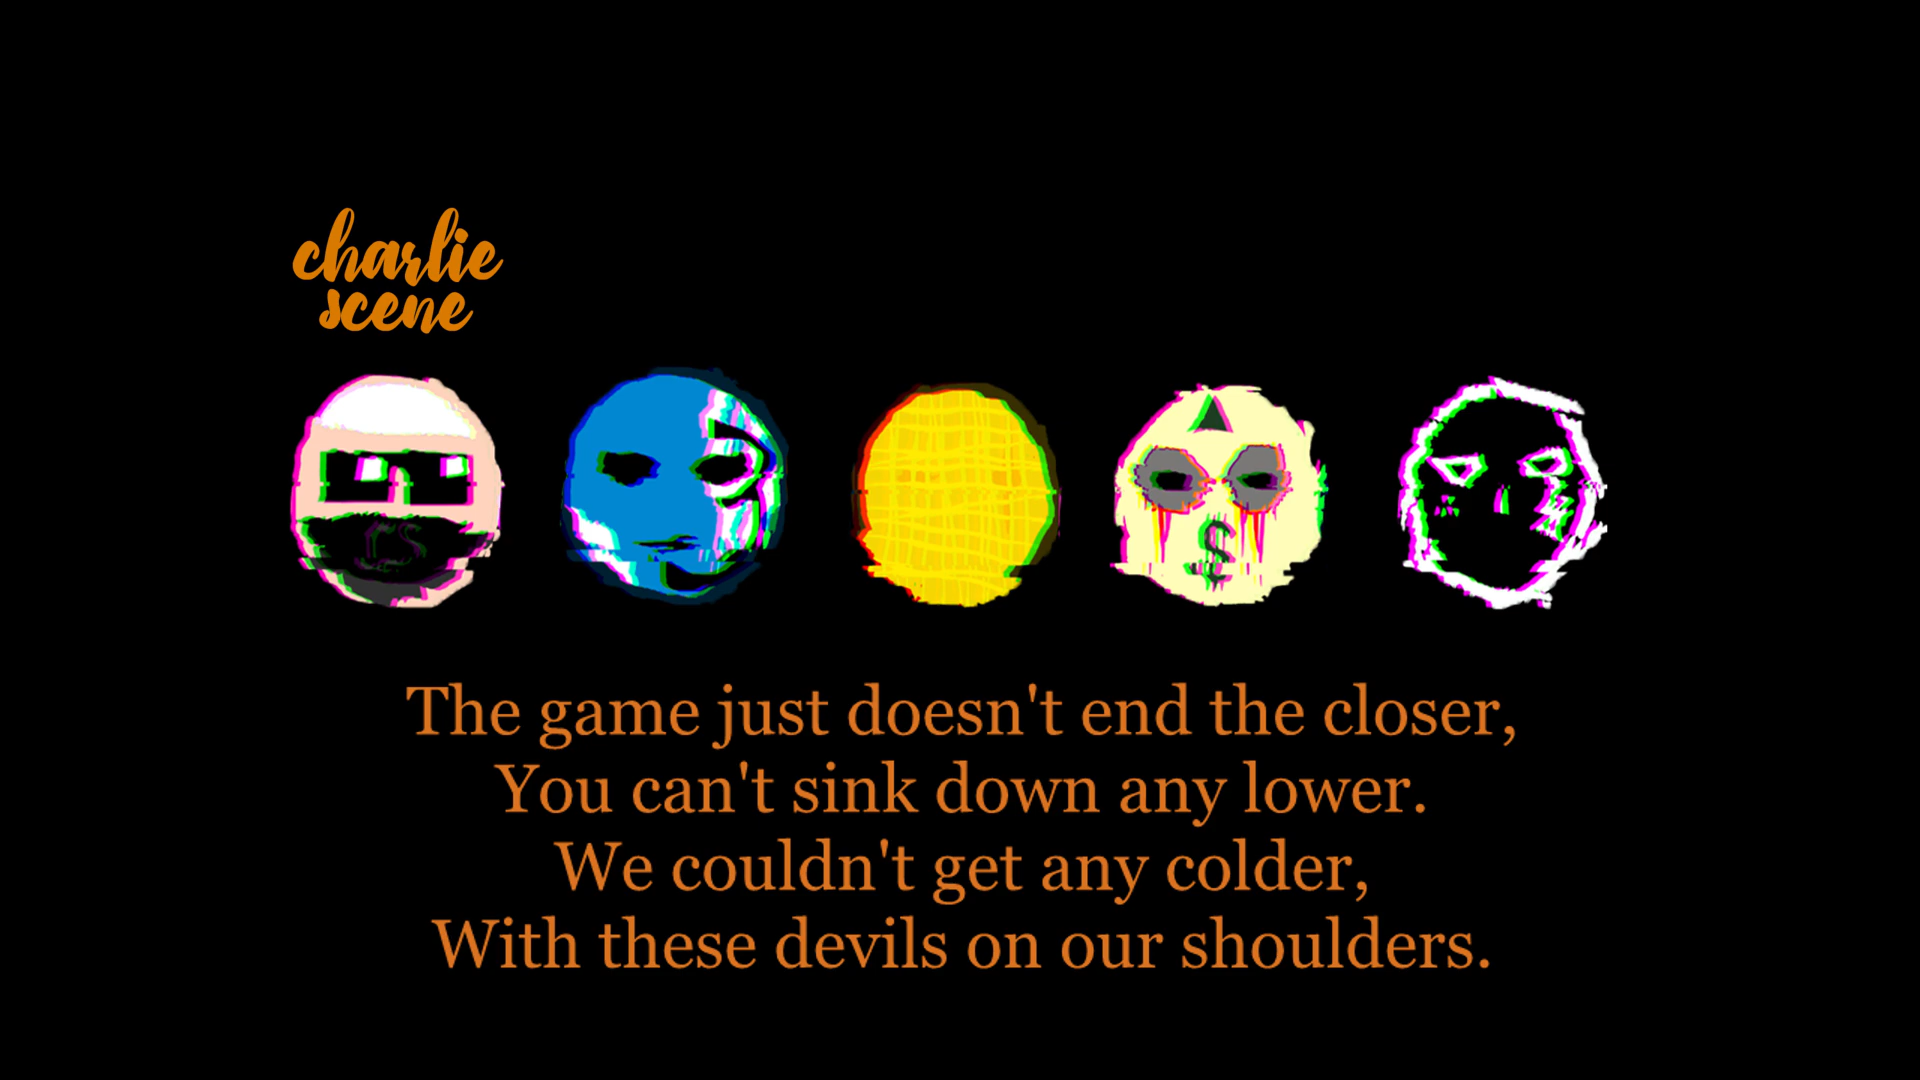 charlie
scene
CS
$
The game just doesn't end the closer,
You can't sink down any lower.
We couldn't get any colder,
With these devils on our shoulders.